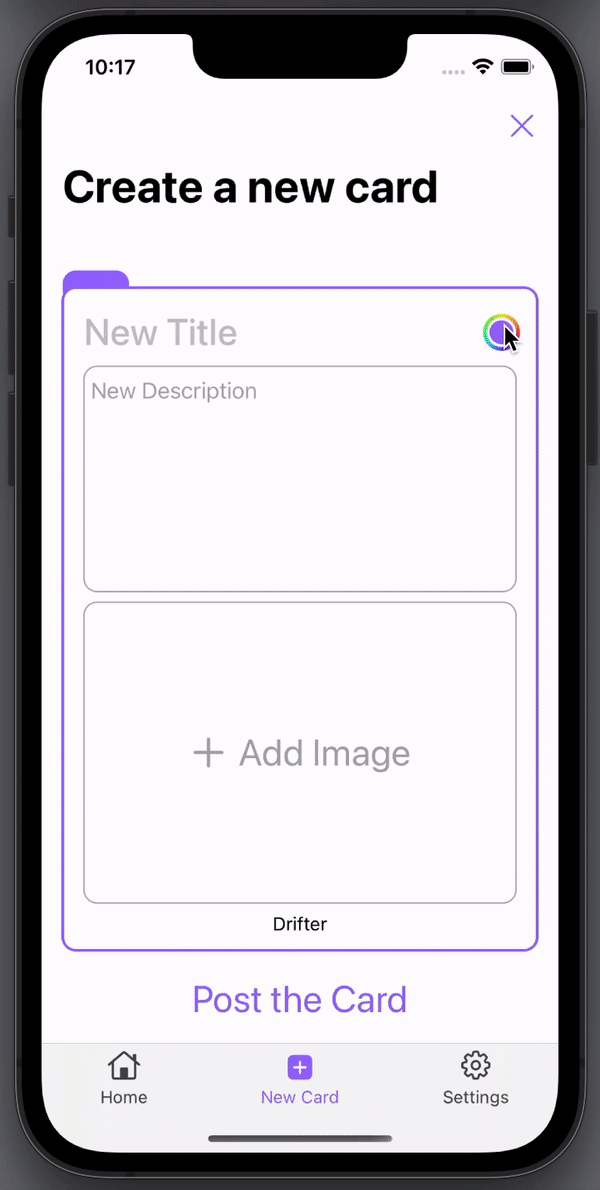 10:17
Create a new card
New Title
New Description
Add Image
Drifter
Post the Card
Home
New Card
Settings